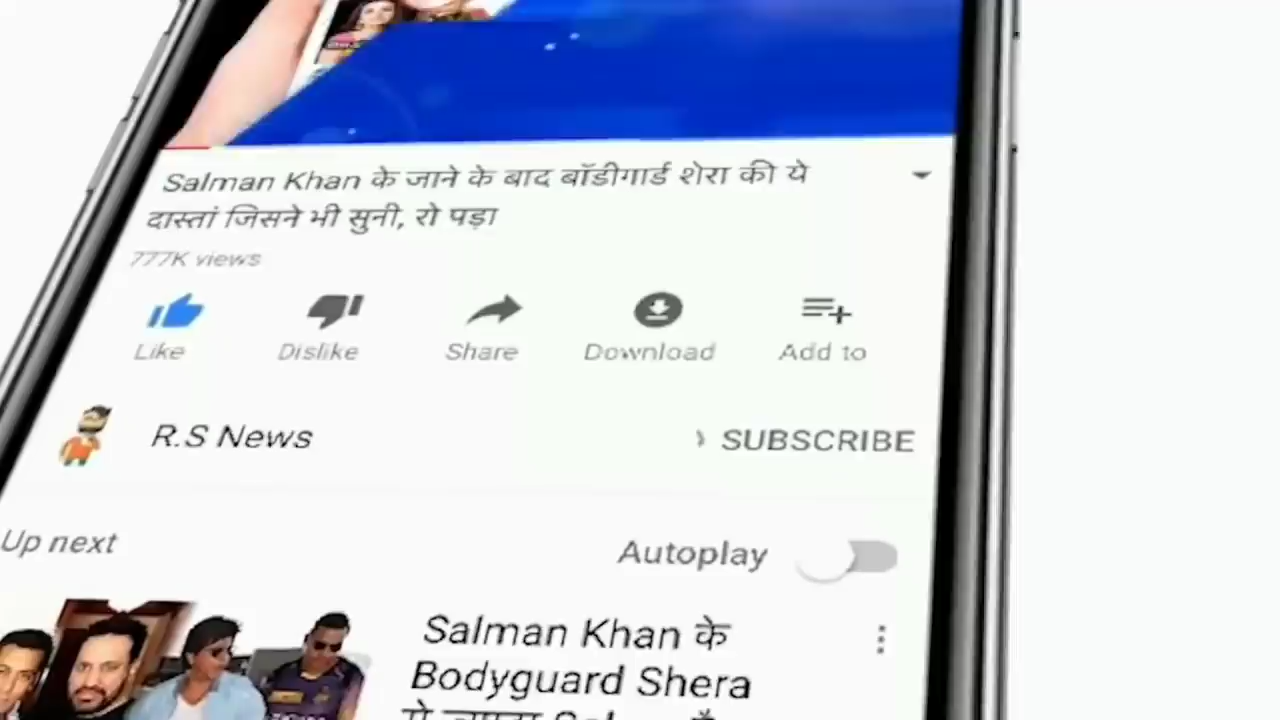 Salman Khan के जाने के बाद बॉडीगार्ड शेरा की ये
दास्तां जिसने भी सुनी, रो पड़ा
777K views
Like Dislike Share Download Add to
R.S News SUBSCRIBE
Up next Autoplay
Salman Khan के
Bodyguard Shera